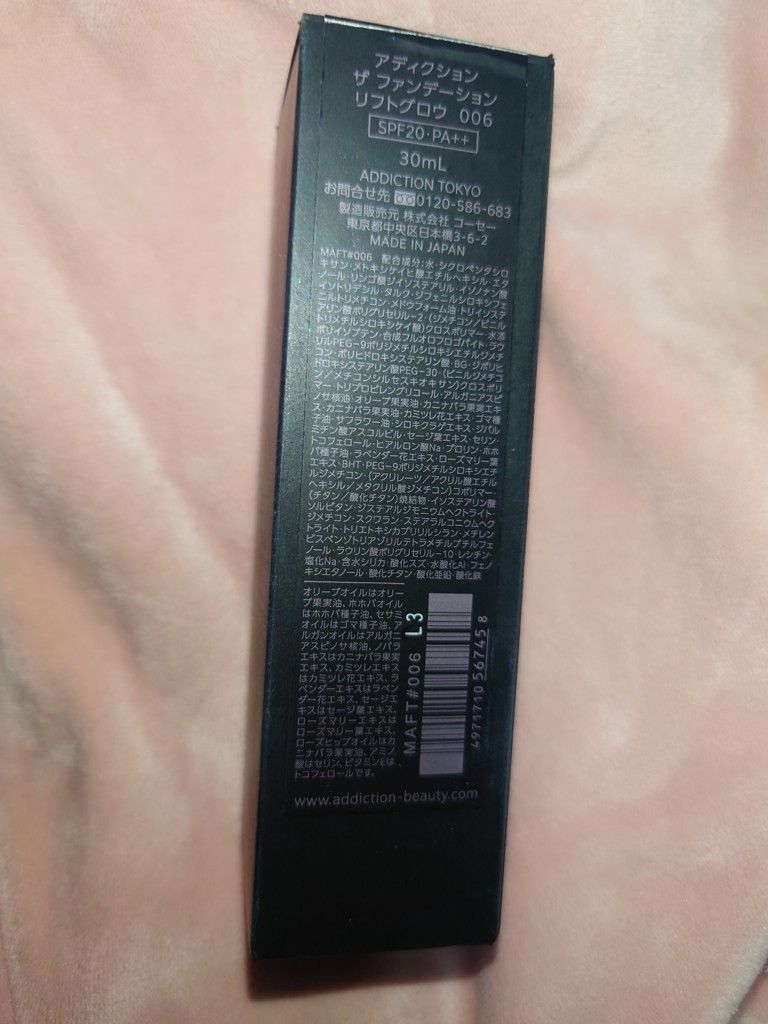 アディクション
ザ ファンデーション
リフトグロウ 006
SPF20・PA++
30mL
ADDICTION TOKYO
お問合せ先 0120-586-683
製造販売元 株式会社 コーセー
東京都中央区日本橋3-6-2
MADE IN JAPAN
MAFT#006 配合成分:水・シクロペンタシロ
キサン・メトキシケイヒ酸エチルヘキシル・エタ
ノール・リンゴ酸ジイソステアリル・イソノナン酸
イソトリデシル・タルク・ジフェニルシロキシフェ
ニルトリメチコン・メドウフォーム油・トリイソステ
アリン酸ポリグリセリル-2・(ジメチコン/ビニル
トリメチルシロキシケイ酸)クロスポリマー・水添
ポリイソブテン・合成フルオロフロゴパイト・ラウ
リルPEG-9ポリジメチルシロキシエチルジメチ
コン・ポリヒドロキシステアリン酸・BG・ジポリヒ
ドロキシステアリン酸PEG-30・(ビニルジメチコ
ン/メチコンシルセスキオキサン)クロスポリ
マー・トリプロピレングリコール・アルガニアスピ
ノサ核油・オリーブ果実油・カニナバラ果実エキ
ス・カニナバラ果実油・カミツレ花エキス・ゴマ種
子油・サフラワー油・シロキクラゲエキス・ジパル
ミチン酸アスコルビル・セージ葉エキス・セリン・
トコフェロール・ヒアルロン酸Na・プロリン・ホホ
バ種子油・ラベンダー花エキス・ローズマリー葉
エキス・BHT・PEG-9ポリジメチルシロキシエチ
ルジメチコン・(アクリレーツ/アクリル酸エチル
ヘキシル/メタクリル酸ジメチコン)コポリマー・
(チタン/酸化チタン)焼結物・イソステアリン酸
ソルビタン・ジステアルジモニウムヘクトライト・
ジメチコン・スクワラン・ステアラルコニウムヘク
トライト・トリエトキシカプリリルシラン・メチレン
ビスベンゾトリアゾリルテトラメチルブチルフェ
ノール・ラウリン酸ポリグリセリル-10・レシチン・
塩化Na・含水シリカ・酸化スズ・水酸化Al・フェノ
キシエタノール・酸化チタン・酸化亜鉛・酸化鉄
オリーブオイルはオリー
ブ果実油、ホホバオイル
はホホバ種子油、セサミ
オイルはゴマ種子油、ア
ルガンオイルはアルガニ
アスピノサ核油、ノバラ
エキスはカニナバラ果実
エキス、カミツレエキス
はカミツレ花エキス、ラ
ベンダーエキスはラベン
ダー花エキス、セージエ
キスはセージ葉エキス、
ローズマリーエキスは
ローズマリー葉エキス、
ローズヒップオイルはカ
ニナバラ果実油、アミノ
酸はセリン、ビタミンEは
トコフェロールです。
MAFT#006 L3
4971710 567458
www.addiction-beauty.com